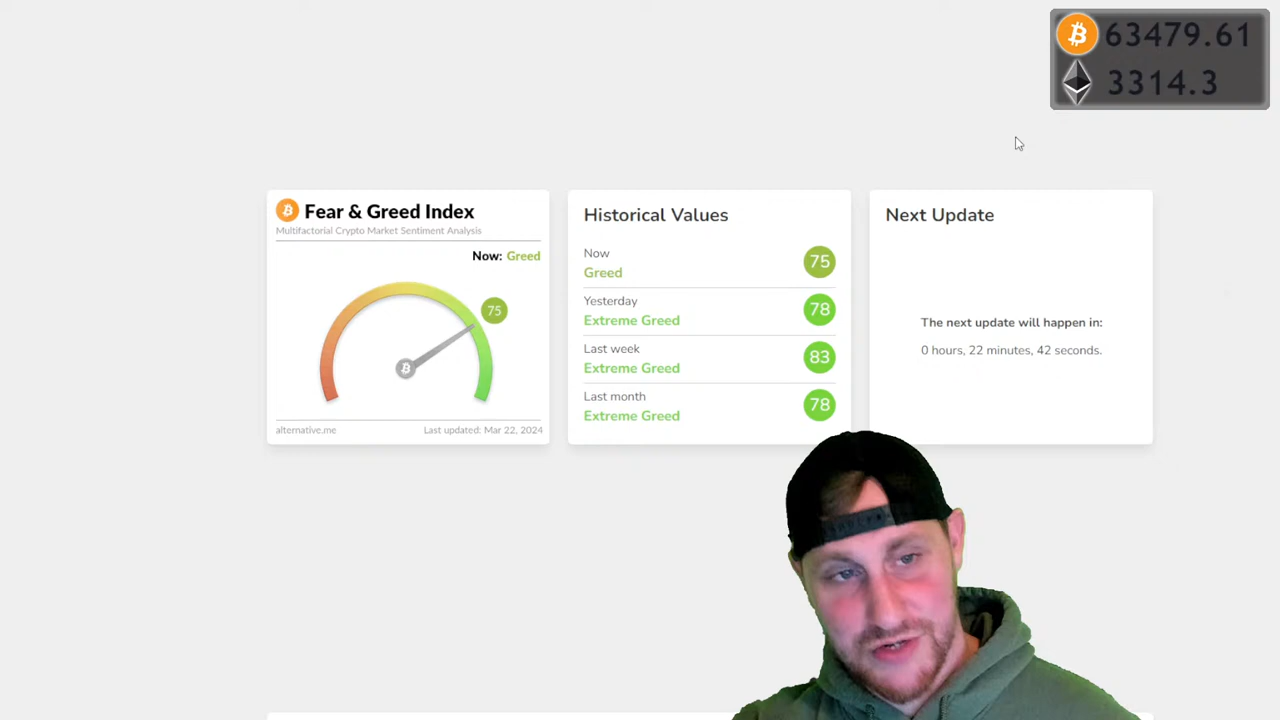 63479.61
3314.3
Fear & Greed Index
Multifactorial Crypto Market Sentiment Analysis
Now: Greed
75
alternative.me
Last updated: Mar 22, 2024
Historical Values
Now
Greed
75
Yesterday
Extreme Greed
78
Last week
Extreme Greed
83
Last month
Extreme Greed
78
Next Update
The next update will happen in:
0 hours, 22 minutes, 42 seconds.